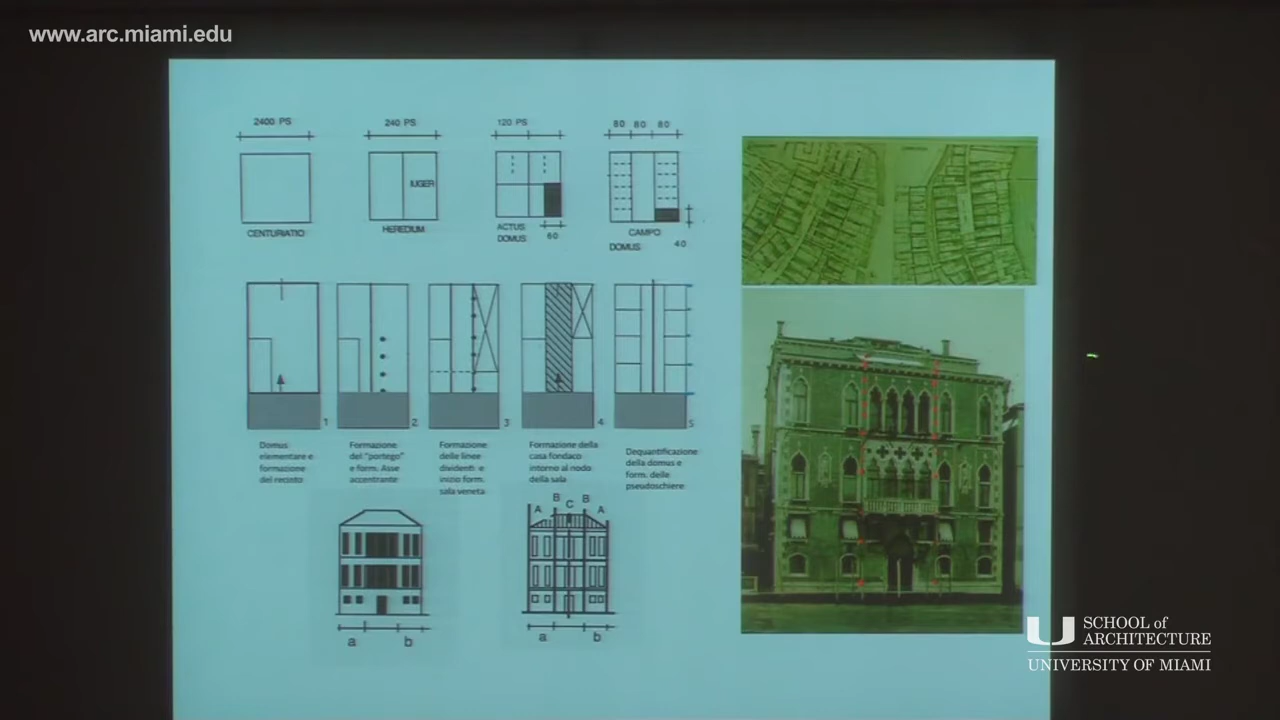 www.arc.miami.edu
2400 PS
240 PS
120 PS
80 80 80
IUGER
CENTURIATIO
HEREDIUM
ACTUS
DOMUS
60
CAMPO
DOMUS
40
1
2
3
4
5
Domus
elementare e
formazione
del recinto
Formazione
del "portego"
e form. Asse
accentrante
Formazione
delle linee
dividenti e
inizio form.
sala veneta
Formazione della
casa fondaco
intorno al nodo
della sala
Dequantificazione
della domus e
form. delle
pseudoschiere
A B C B A
a b
a b
U SCHOOL of
ARCHITECTURE
UNIVERSITY OF MIAMI